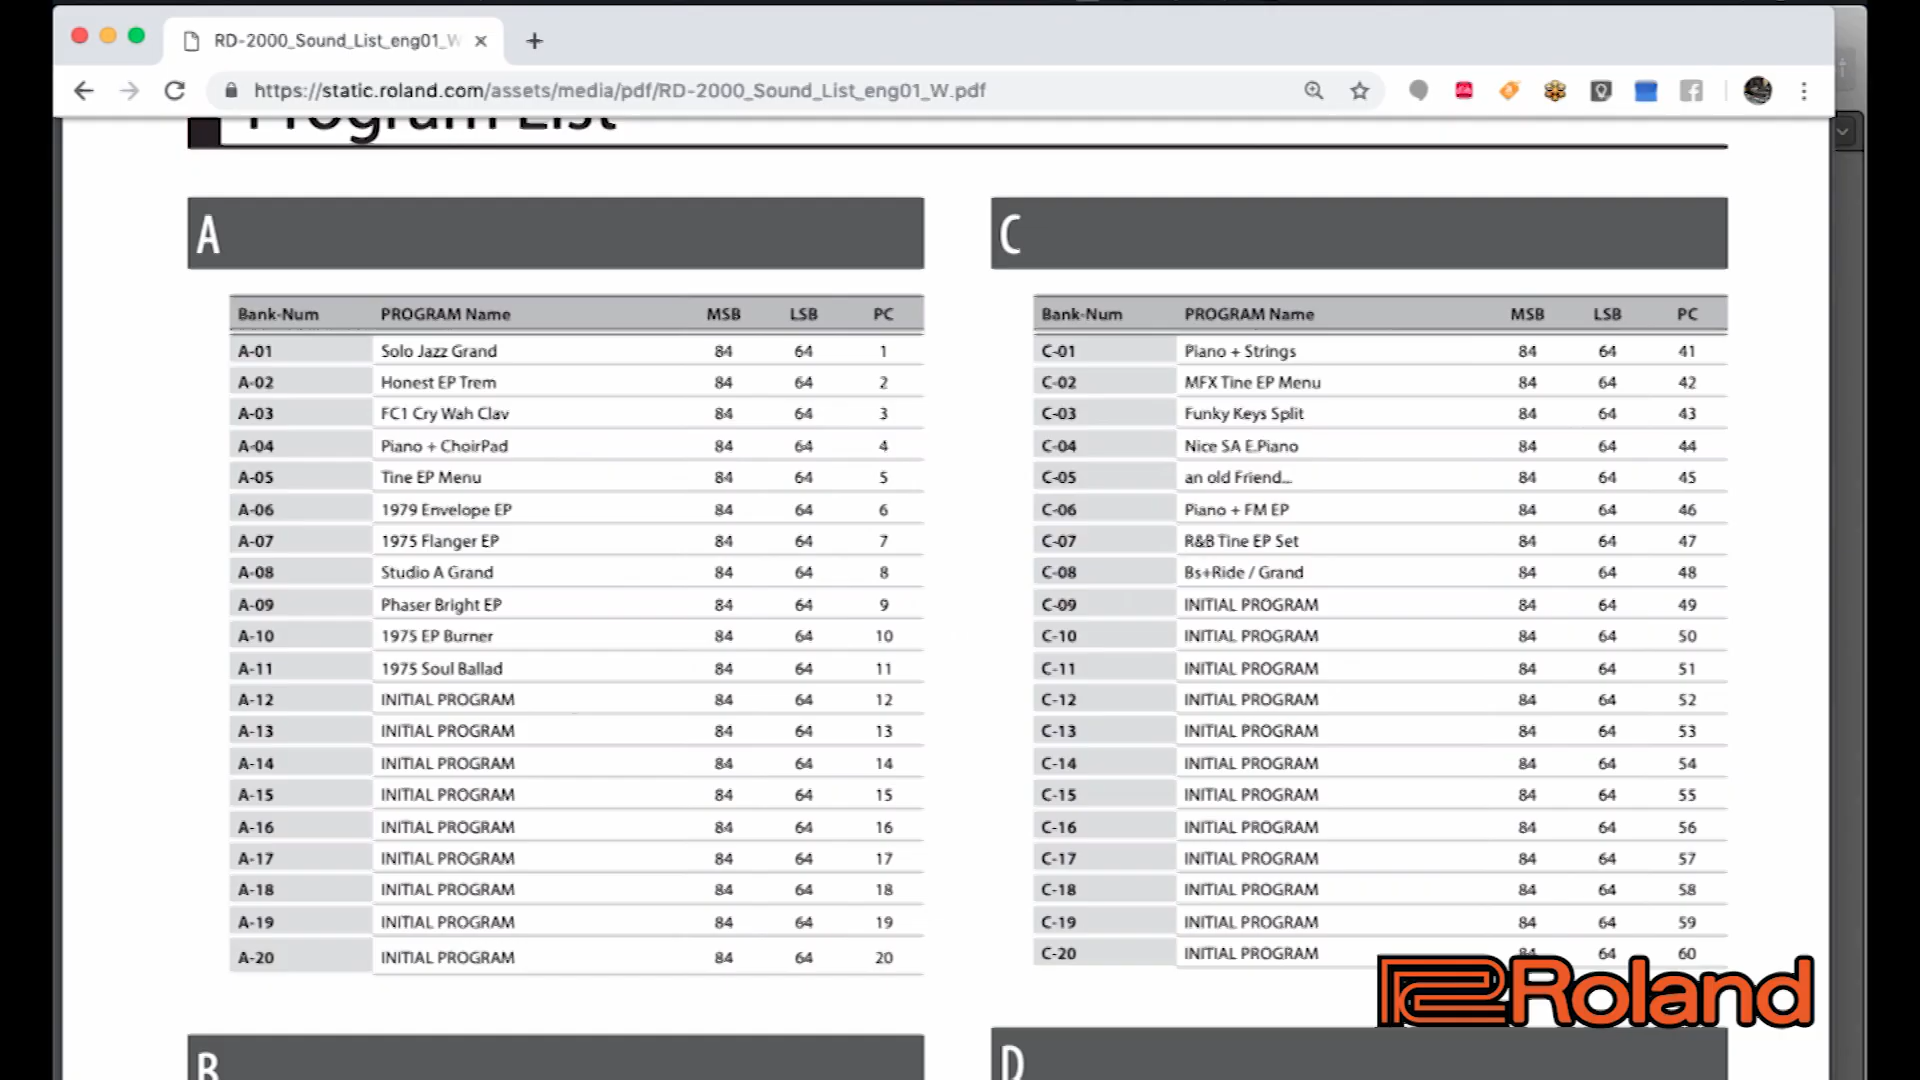 RD-2000_Sound_List_eng01_W
https://static.roland.com/assets/media/pdf/RD-2000_Sound_List_eng01_W.pdf
Program List
A
Bank-Num PROGRAM Name MSB LSB PC
A-01 Solo Jazz Grand 84 64 1
A-02 Honest EP Trem 84 64 2
A-03 FC1 Cry Wah Clav 84 64 3
A-04 Piano + ChoirPad 84 64 4
A-05 Tine EP Menu 84 64 5
A-06 1979 Envelope EP 84 64 6
A-07 1975 Flanger EP 84 64 7
A-08 Studio A Grand 84 64 8
A-09 Phaser Bright EP 84 64 9
A-10 1975 EP Burner 84 64 10
A-11 1975 Soul Ballad 84 64 11
A-12 INITIAL PROGRAM 84 64 12
A-13 INITIAL PROGRAM 84 64 13
A-14 INITIAL PROGRAM 84 64 14
A-15 INITIAL PROGRAM 84 64 15
A-16 INITIAL PROGRAM 84 64 16
A-17 INITIAL PROGRAM 84 64 17
A-18 INITIAL PROGRAM 84 64 18
A-19 INITIAL PROGRAM 84 64 19
A-20 INITIAL PROGRAM 84 64 20
B
C
Bank-Num PROGRAM Name MSB LSB PC
C-01 Piano + Strings 84 64 41
C-02 MFX Tine EP Menu 84 64 42
C-03 Funky Keys Split 84 64 43
C-04 Nice SA E.Piano 84 64 44
C-05 an old Friend... 84 64 45
C-06 Piano + FM EP 84 64 46
C-07 R&B Tine EP Set 84 64 47
C-08 Bs+Ride / Grand 84 64 48
C-09 INITIAL PROGRAM 84 64 49
C-10 INITIAL PROGRAM 84 64 50
C-11 INITIAL PROGRAM 84 64 51
C-12 INITIAL PROGRAM 84 64 52
C-13 INITIAL PROGRAM 84 64 53
C-14 INITIAL PROGRAM 84 64 54
C-15 INITIAL PROGRAM 84 64 55
C-16 INITIAL PROGRAM 84 64 56
C-17 INITIAL PROGRAM 84 64 57
C-18 INITIAL PROGRAM 84 64 58
C-19 INITIAL PROGRAM 84 64 59
C-20 INITIAL PROGRAM 84 64 60
D
Roland